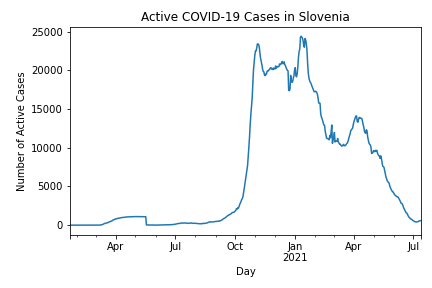 Active COVID-19 Cases in Slovenia
25000
20000
15000
10000
5000
0
Number of Active Cases
Apr Jul Oct Jan Apr Jul
2021
Day